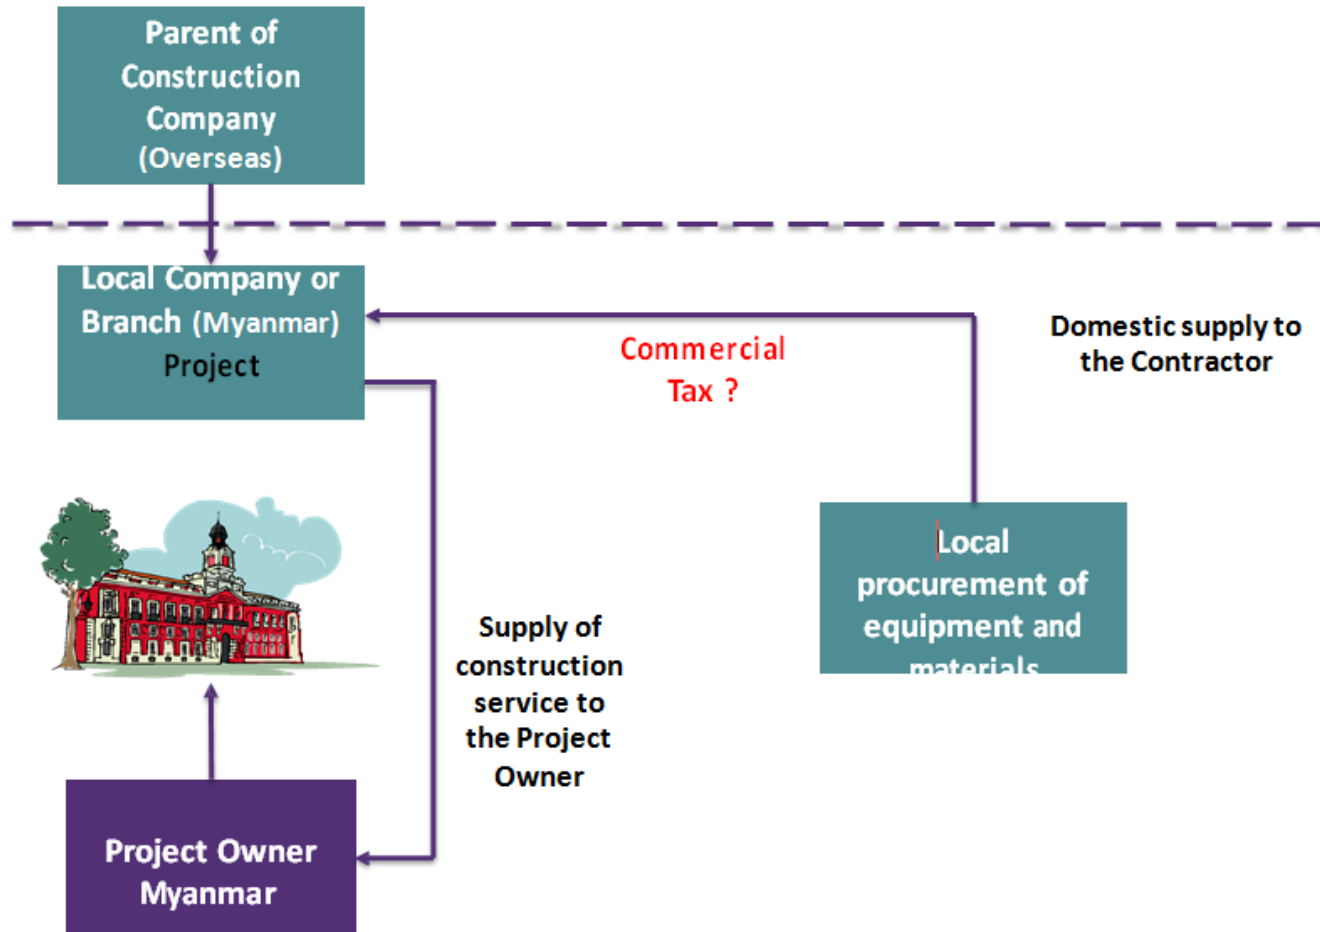 Parent of
Construction
Company
(Overseas)
Local Company or
Branch (Myanmar)
Project
Commercial
Tax ?
Domestic supply to
the Contractor
Local
procurement of
equipment and
materials
Supply of
construction
service to
the Project
Owner
Project Owner
Myanmar